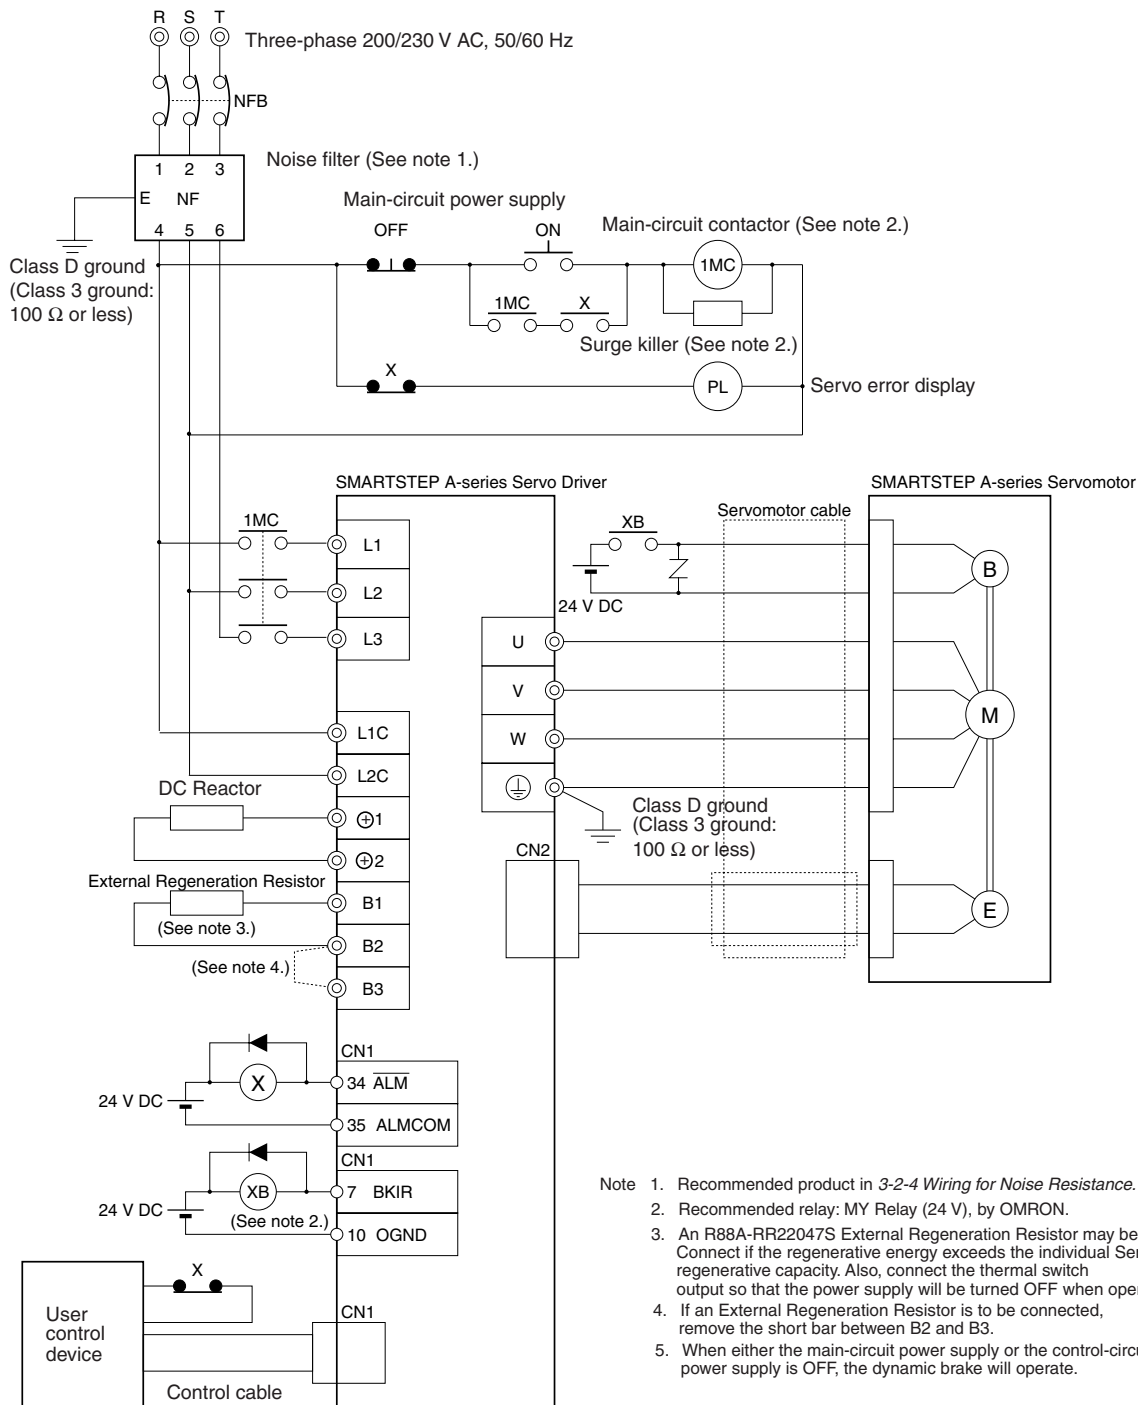 R S T
Three-phase 200/230 V AC, 50/60 Hz
NFB
1 2 3
Noise filter (See note 1.)
E NF
4 5 6
Main-circuit power supply
OFF ON
Main-circuit contactor (See note 2.)
1MC
Class D ground
(Class 3 ground:
100 Ω or less)
1MC X
Surge killer (See note 2.)
X
PL
Servo error display
SMARTSTEP A-series Servo Driver
SMARTSTEP A-series Servomotor
1MC
L1
L2
L3
XB
Servomotor cable
24 V DC
B
U
V
W
M
L1C
L2C
DC Reactor
⊕1
⊕2
Class D ground
(Class 3 ground:
100 Ω or less)
CN2
External Regeneration Resistor
(See note 3.)
B1
B2
(See note 4.)
B3
E
CN1
X
24 V DC
34 A̅L̅M̅
35 ALMCOM
CN1
XB
(See note 2.)
24 V DC
7 BKIR
10 OGND
X
User
control
device
CN1
Control cable
Note 1. Recommended product in 3-2-4 Wiring for Noise Resistance.
2. Recommended relay: MY Relay (24 V), by OMRON.
3. An R88A-RR22047S External Regeneration Resistor may be
Connect if the regenerative energy exceeds the individual Ser
regenerative capacity. Also, connect the thermal switch
output so that the power supply will be turned OFF when ope
4. If an External Regeneration Resistor is to be connected,
remove the short bar between B2 and B3.
5. When either the main-circuit power supply or the control-circu
power supply is OFF, the dynamic brake will operate.